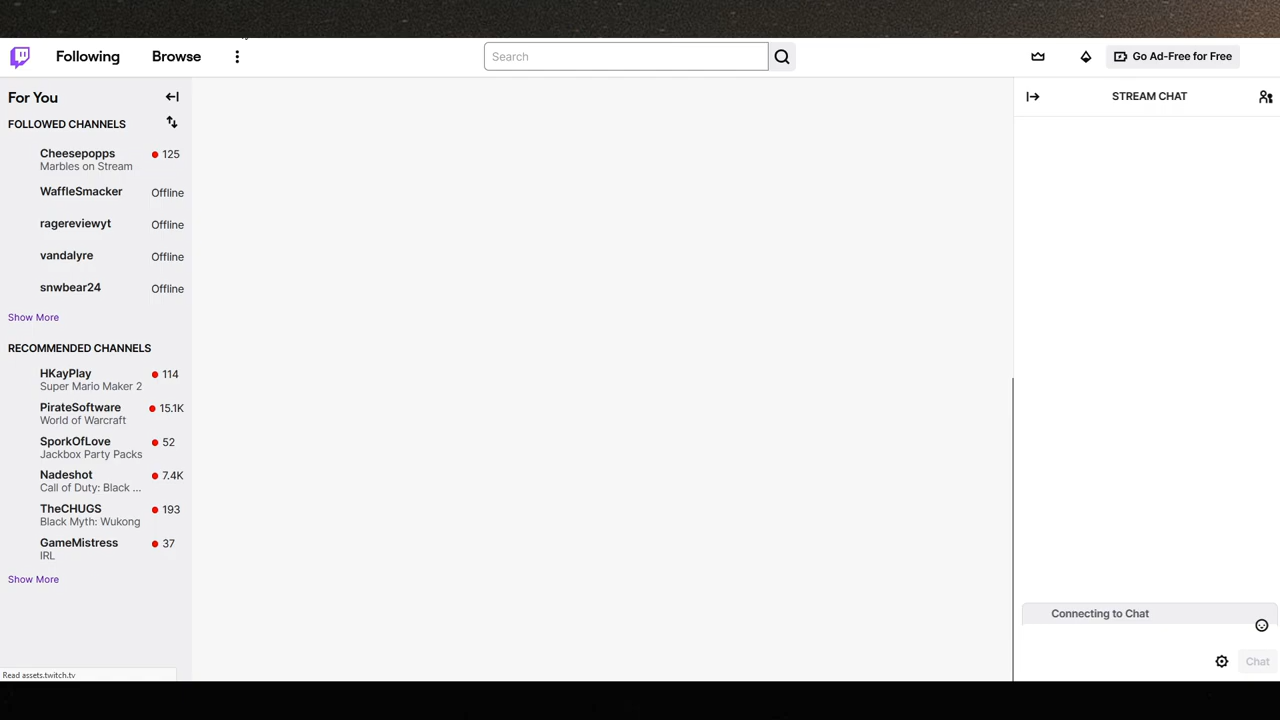 Following
Browse
Search
Go Ad-Free for Free
For You
FOLLOWED CHANNELS
Cheesepopps
125
Marbles on Stream
WaffleSmacker
Offline
ragereviewyt
Offline
vandalyre
Offline
snwbear24
Offline
Show More
RECOMMENDED CHANNELS
HKayPlay
114
Super Mario Maker 2
PirateSoftware
15.1K
World of Warcraft
SporkOfLove
52
Jackbox Party Packs
Nadeshot
7.4K
Call of Duty: Black ...
TheCHUGS
193
Black Myth: Wukong
GameMistress
37
IRL
Show More
Read assets.twitch.tv
STREAM CHAT
Connecting to Chat
Chat